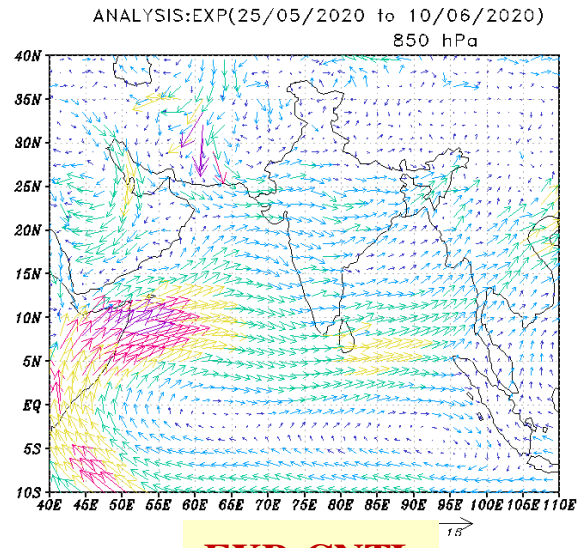 ANALYSIS:EXP(25/05/2020 to 10/06/2020)
850 hPa
40N
35N
30N
25N
20N
15N
10N
5N
EQ
5S
10S
40E 45E 50E 55E 60E 65E 70E 75E 80E 85E 90E 95E 100E 105E 110E
15
EXP-CNTL